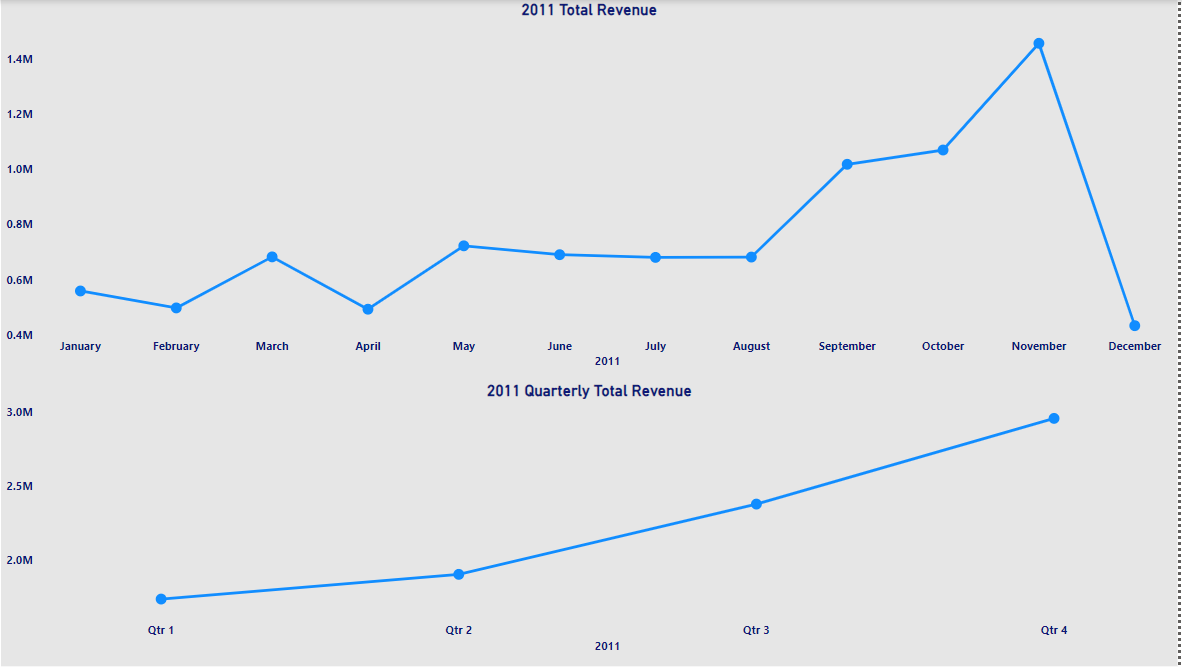 2011 Total Revenue
1.4M
1.2M
1.0M
0.8M
0.6M
0.4M
January February March April May June July August September October November December
2011
2011 Quarterly Total Revenue
3.0M
2.5M
2.0M
Qtr 1 Qtr 2 Qtr 3 Qtr 4
2011